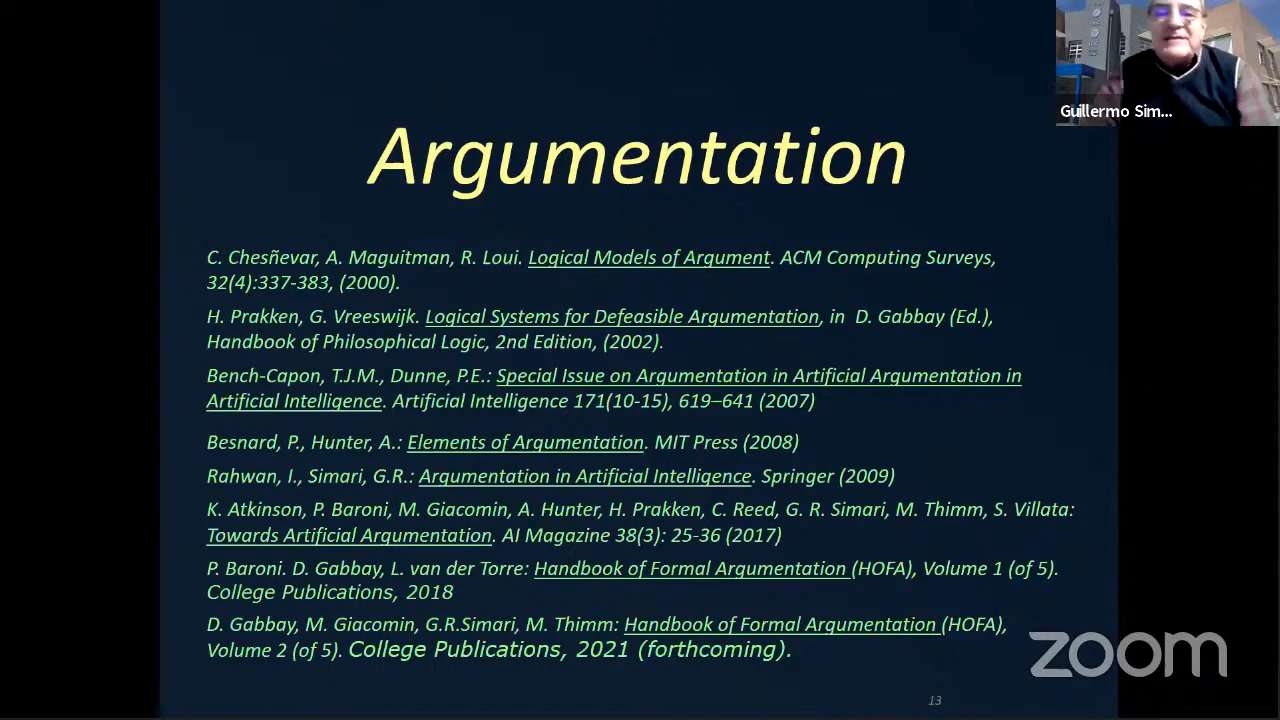 Guillermo Sim...
Argumentation
C. Chesñevar, A. Maguitman, R. Loui. Logical Models of Argument. ACM Computing Surveys,
32(4):337-383, (2000).
H. Prakken, G. Vreeswijk. Logical Systems for Defeasible Argumentation, in D. Gabbay (Ed.),
Handbook of Philosophical Logic, 2nd Edition, (2002).
Bench-Capon, T.J.M., Dunne, P.E.: Special Issue on Argumentation in Artificial Argumentation in
Artificial Intelligence. Artificial Intelligence 171(10-15), 619–641 (2007)
Besnard, P., Hunter, A.: Elements of Argumentation. MIT Press (2008)
Rahwan, I., Simari, G.R.: Argumentation in Artificial Intelligence. Springer (2009)
K. Atkinson, P. Baroni, M. Giacomin, A. Hunter, H. Prakken, C. Reed, G. R. Simari, M. Thimm, S. Villata:
Towards Artificial Argumentation. AI Magazine 38(3): 25-36 (2017)
P. Baroni. D. Gabbay, L. van der Torre: Handbook of Formal Argumentation (HOFA), Volume 1 (of 5).
College Publications, 2018
D. Gabbay, M. Giacomin, G.R.Simari, M. Thimm: Handbook of Formal Argumentation (HOFA),
Volume 2 (of 5). College Publications, 2021 (forthcoming).
zoom
13